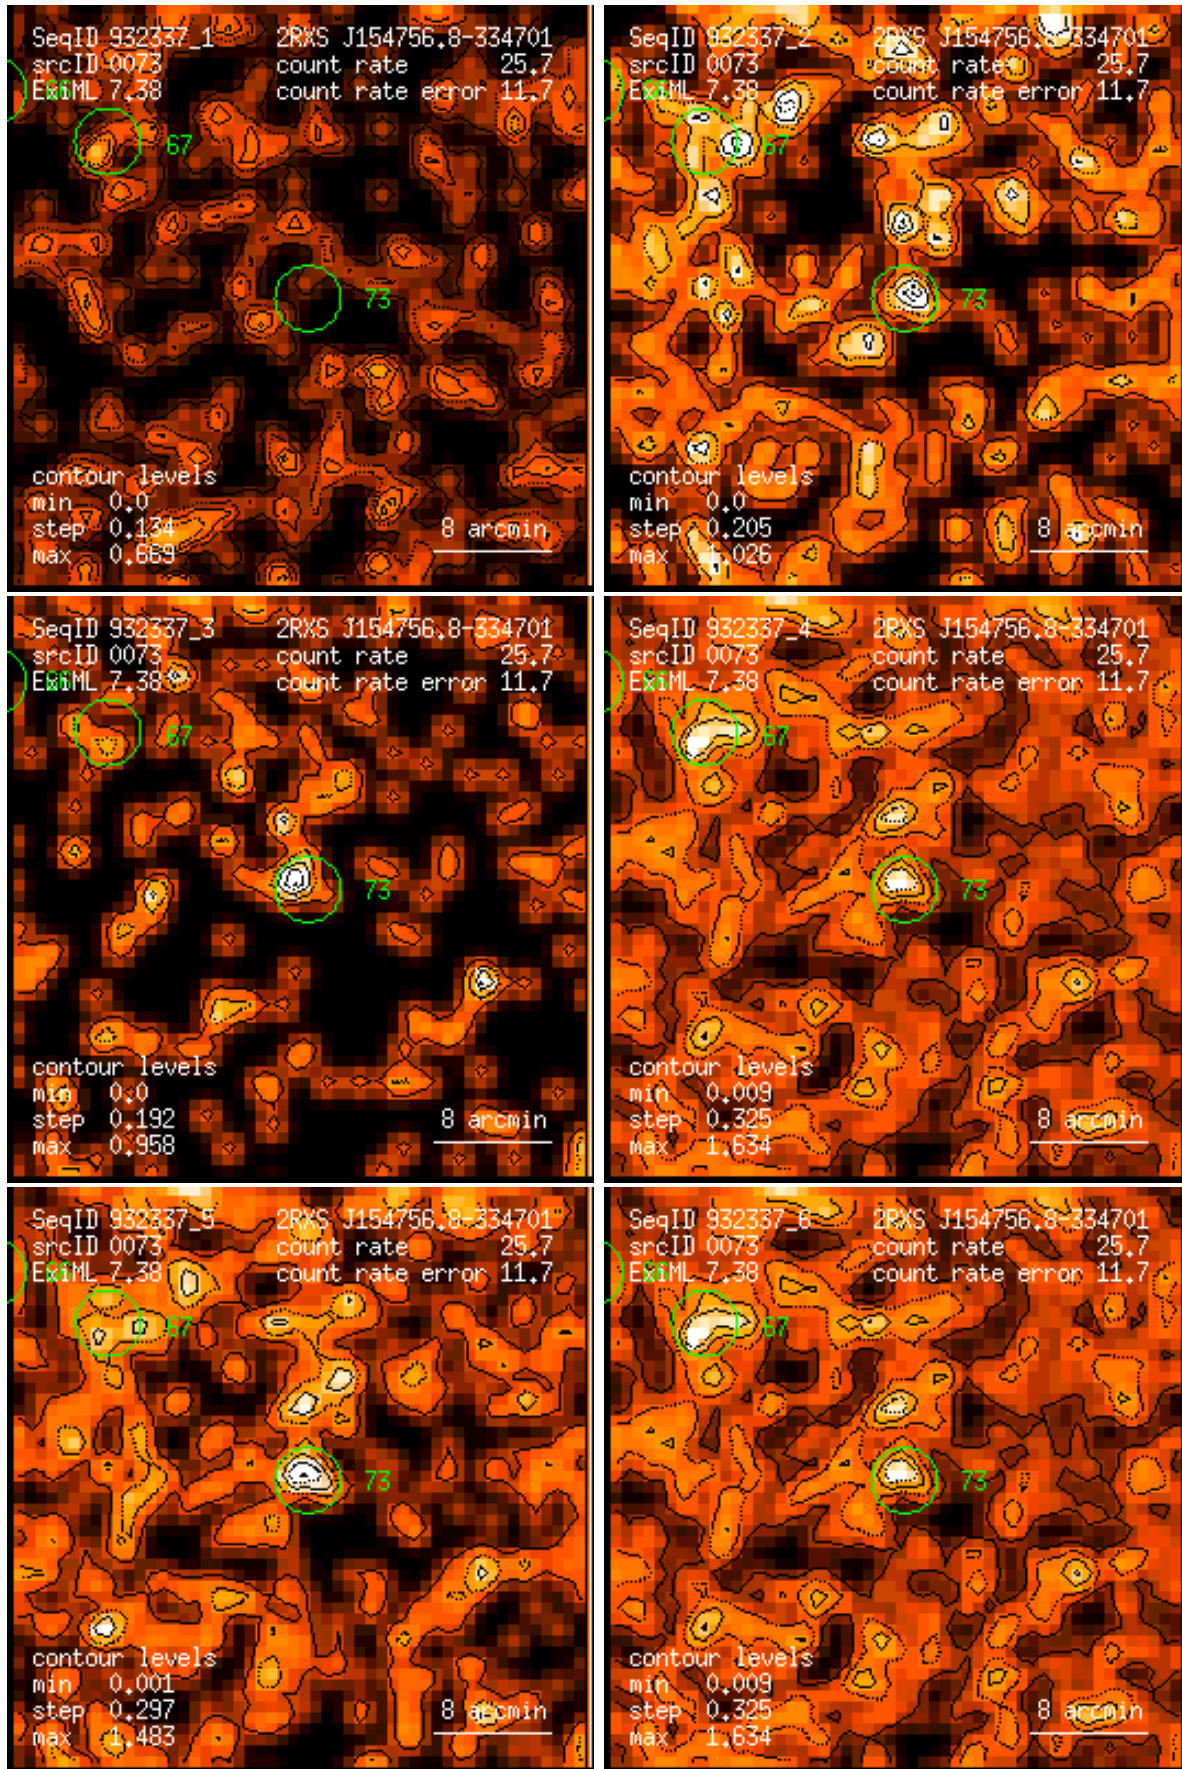 SeqID 932337_1 2RXS J154756.8-334701
srcID 0073 count rate 25.7
ExiML 7.38 count rate error 11.7
67
73
contour levels
min 0.0
step 0.134
max 0.669
8 arcmin
SeqID 932337_2 2RXS J154756.8-334701
srcID 0073 count rate 25.7
ExiML 7.38 count rate error 11.7
67
73
contour levels
min 0.0
step 0.205
max 1.026
8 arcmin
SeqID 932337_3 2RXS J154756.8-334701
srcID 0073 count rate 25.7
ExiML 7.38 count rate error 11.7
67
73
contour levels
min 0.0
step 0.192
max 0.958
8 arcmin
SeqID 932337_4 2RXS J154756.8-334701
srcID 0073 count rate 25.7
ExiML 7.38 count rate error 11.7
67
73
contour levels
min 0.009
step 0.325
max 1.634
8 arcmin
SeqID 932337_5 2RXS J154756.8-334701
srcID 0073 count rate 25.7
ExiML 7.38 count rate error 11.7
67
73
contour levels
min 0.001
step 0.297
max 1.483
8 arcmin
SeqID 932337_6 2RXS J154756.8-334701
srcID 0073 count rate 25.7
ExiML 7.38 count rate error 11.7
67
73
contour levels
min 0.009
step 0.325
max 1.634
8 arcmin